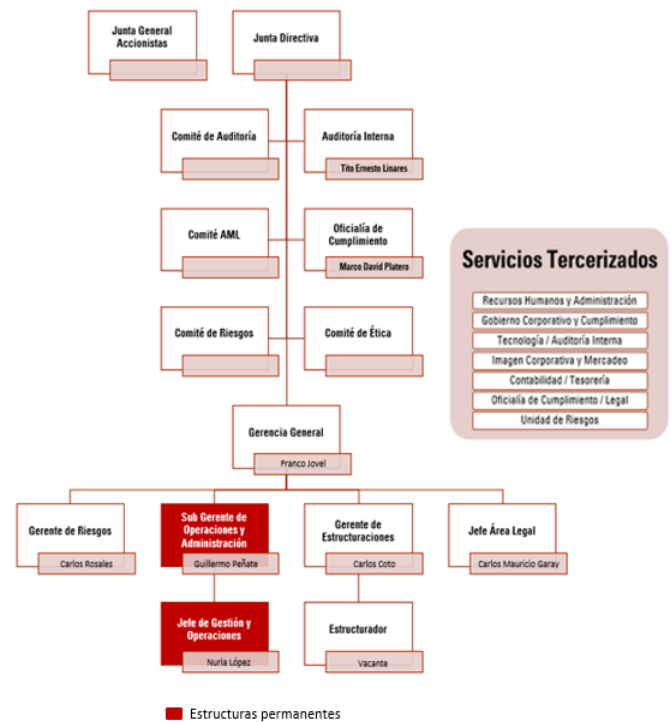 Junta General
Accionistas
Junta Directiva
Comité de Auditoría
Auditoría Interna
Tito Ernesto Linares
Comité AML
Oficialía de
Cumplimiento
Marco David Platero
Comité de Riesgos
Comité de Ética
Servicios Tercerizados
Recursos Humanos y Administración
Gobierno Corporativo y Cumplimiento
Tecnología / Auditoría Interna
Imagen Corporativa y Mercadeo
Contabilidad / Tesorería
Oficialía de Cumplimiento / Legal
Unidad de Riesgos
Gerencia General
Franco Jovel
Gerente de Riesgos
Carlos Rosales
Sub Gerente de
Operaciones y
Administración
Guillermo Peñate
Gerente de
Estructuraciones
Carlos Coto
Jefe Área Legal
Carlos Mauricio Garay
Jefe de Gestión y
Operaciones
Nuria López
Estructurador
Vacante
Estructuras permanentes